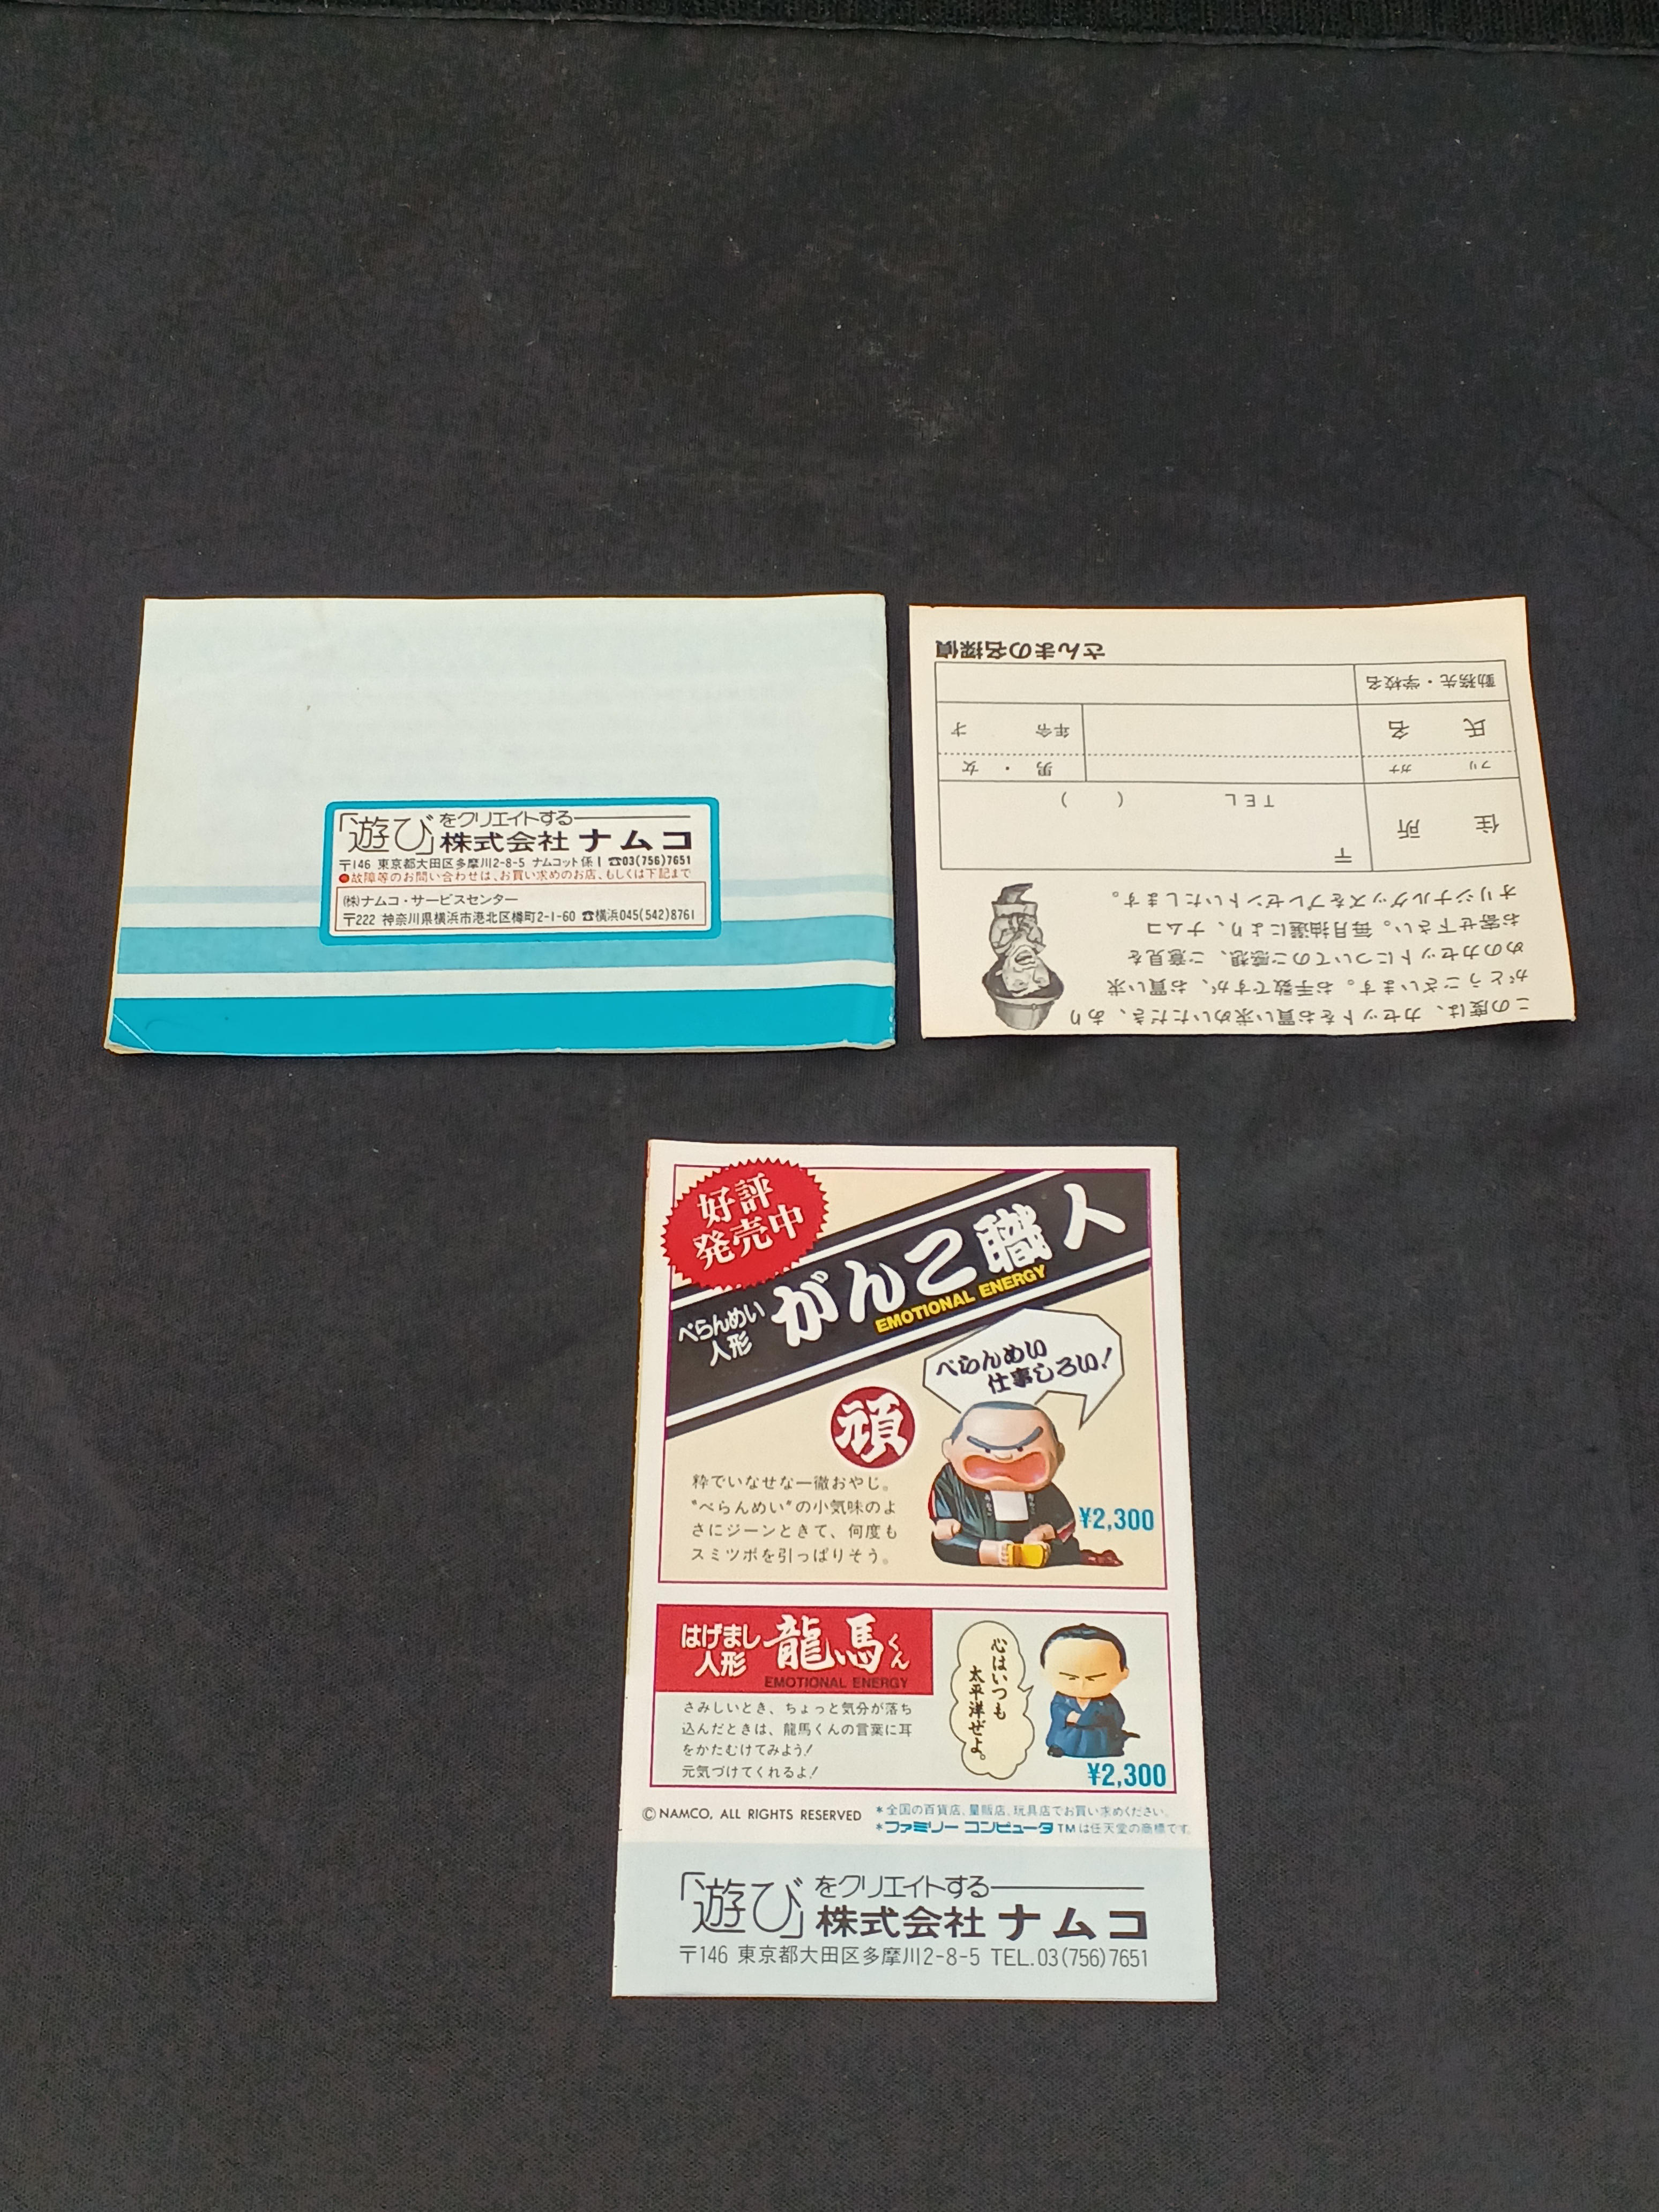 「遊び」をクリエイトする
株式会社 ナムコ
〒146 東京都大田区多摩川2-8-5 ナムコット係 ☎03(756)7651
●故障等のお問い合わせは、お買い求めのお店、もしくは下記まで
(株)ナムコ・サービスセンター
〒222 神奈川県横浜市港北区樽町2-1-60 ☎横浜045(542)8761
この度は、カセットをお買い求めいただき、あり
がとうございます。お手数ですが、お買い求
めのカセットについてのご感想、ご意見を
お寄せ下さい。毎月抽選により、ナムコ
オリジナルグッズをプレゼントいたします。
住所 〒
TEL ( )
フリガナ 男・女
氏名 年令 才
勤務先・学校名
さんまの名探偵
好評
発売中
べらんめい
人形
がんこ職人
EMOTIONAL ENERGY
べらんめい
仕事しろい!
頑
粋でいなせな一徹おやじ。
"べらんめい"の小気味のよ
さにジーンときて、何度も
スミツボを引っぱりそう。
¥2,300
はげまし
人形
龍馬くん
EMOTIONAL ENERGY
心はいつも
太平洋ぜよ。
さみしいとき、ちょっと気分が落ち
込んだときは、龍馬くんの言葉に耳
をかたむけてみよう!
元気づけてくれるよ!
¥2,300
©NAMCO, ALL RIGHTS RESERVED
*全国の百貨店、量販店、玩具店でお買い求めください。
*ファミリーコンピュータTMは任天堂の商標です。
「遊び」をクリエイトする
株式会社 ナムコ
〒146 東京都大田区多摩川2-8-5 TEL.03(756)7651